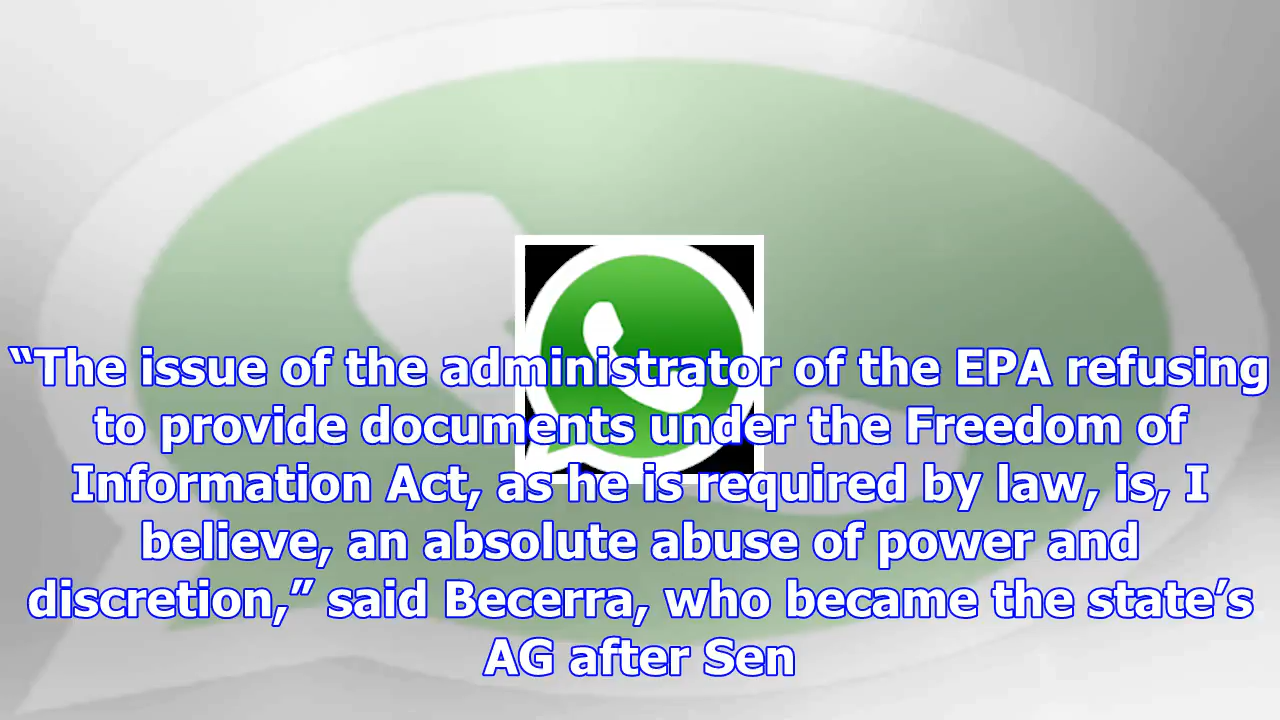 “The issue of the administrator of the EPA refusing
to provide documents under the Freedom of
Information Act, as he is required by law, is, I
believe, an absolute abuse of power and
discretion,” said Becerra, who became the state’s
AG after Sen